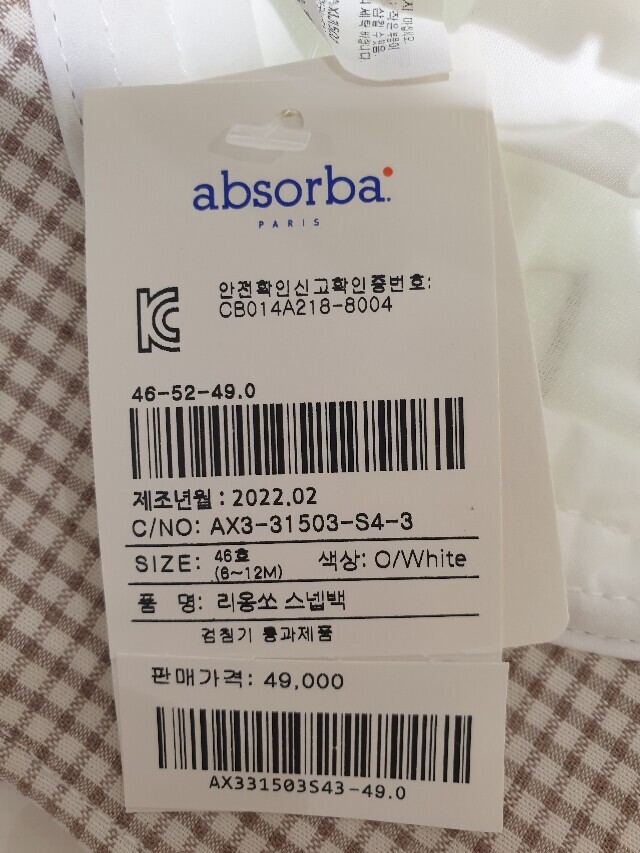 absorba.
PARIS
안전확인신고확인증번호:
CB014A218-8004
46-52-49.0
제조년월 : 2022.02
C/NO: AX3-31503-S4-3
SIZE: 46호 (6~12M) 색상: O/White
품 명: 리옹쏘 스넵백
검침기 통과제품
판매가격: 49,000
AX331503S43-49.0